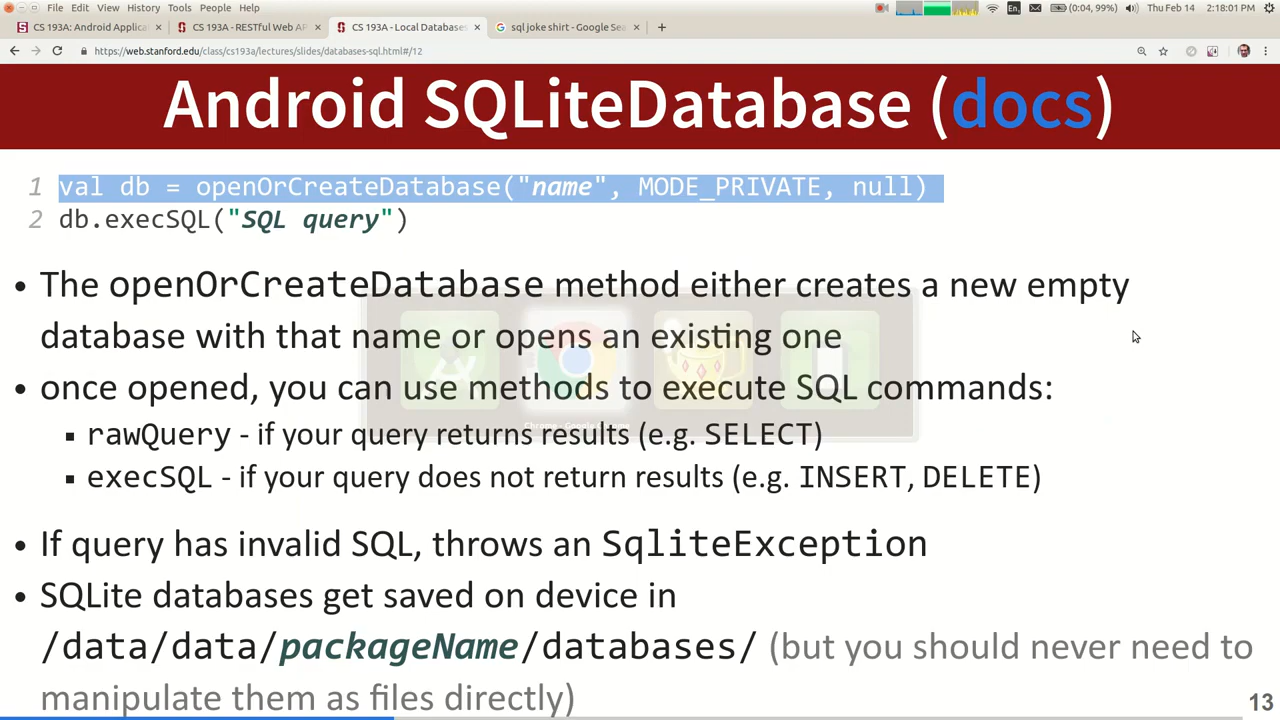 File Edit View History Tools People Help
En (0:04, 99%) Thu Feb 14 2:18:01 PM
CS 193A: Android Applica × CS 193A - RESTful Web AP × CS 193A - Local Databases × sql joke shirt - Google Sea ×
https://web.stanford.edu/class/cs193a/lectures/slides/databases-sql.html#/12
Android SQLiteDatabase (docs)
1 val db = openOrCreateDatabase("name", MODE_PRIVATE, null)
2 db.execSQL("SQL query")
• The openOrCreateDatabase method either creates a new empty
database with that name or opens an existing one
• once opened, you can use methods to execute SQL commands:
▪ rawQuery - if your query returns results (e.g. SELECT)
▪ execSQL - if your query does not return results (e.g. INSERT, DELETE)
• If query has invalid SQL, throws an SqliteException
• SQLite databases get saved on device in
/data/data/packageName/databases/ (but you should never need to
manipulate them as files directly)
13